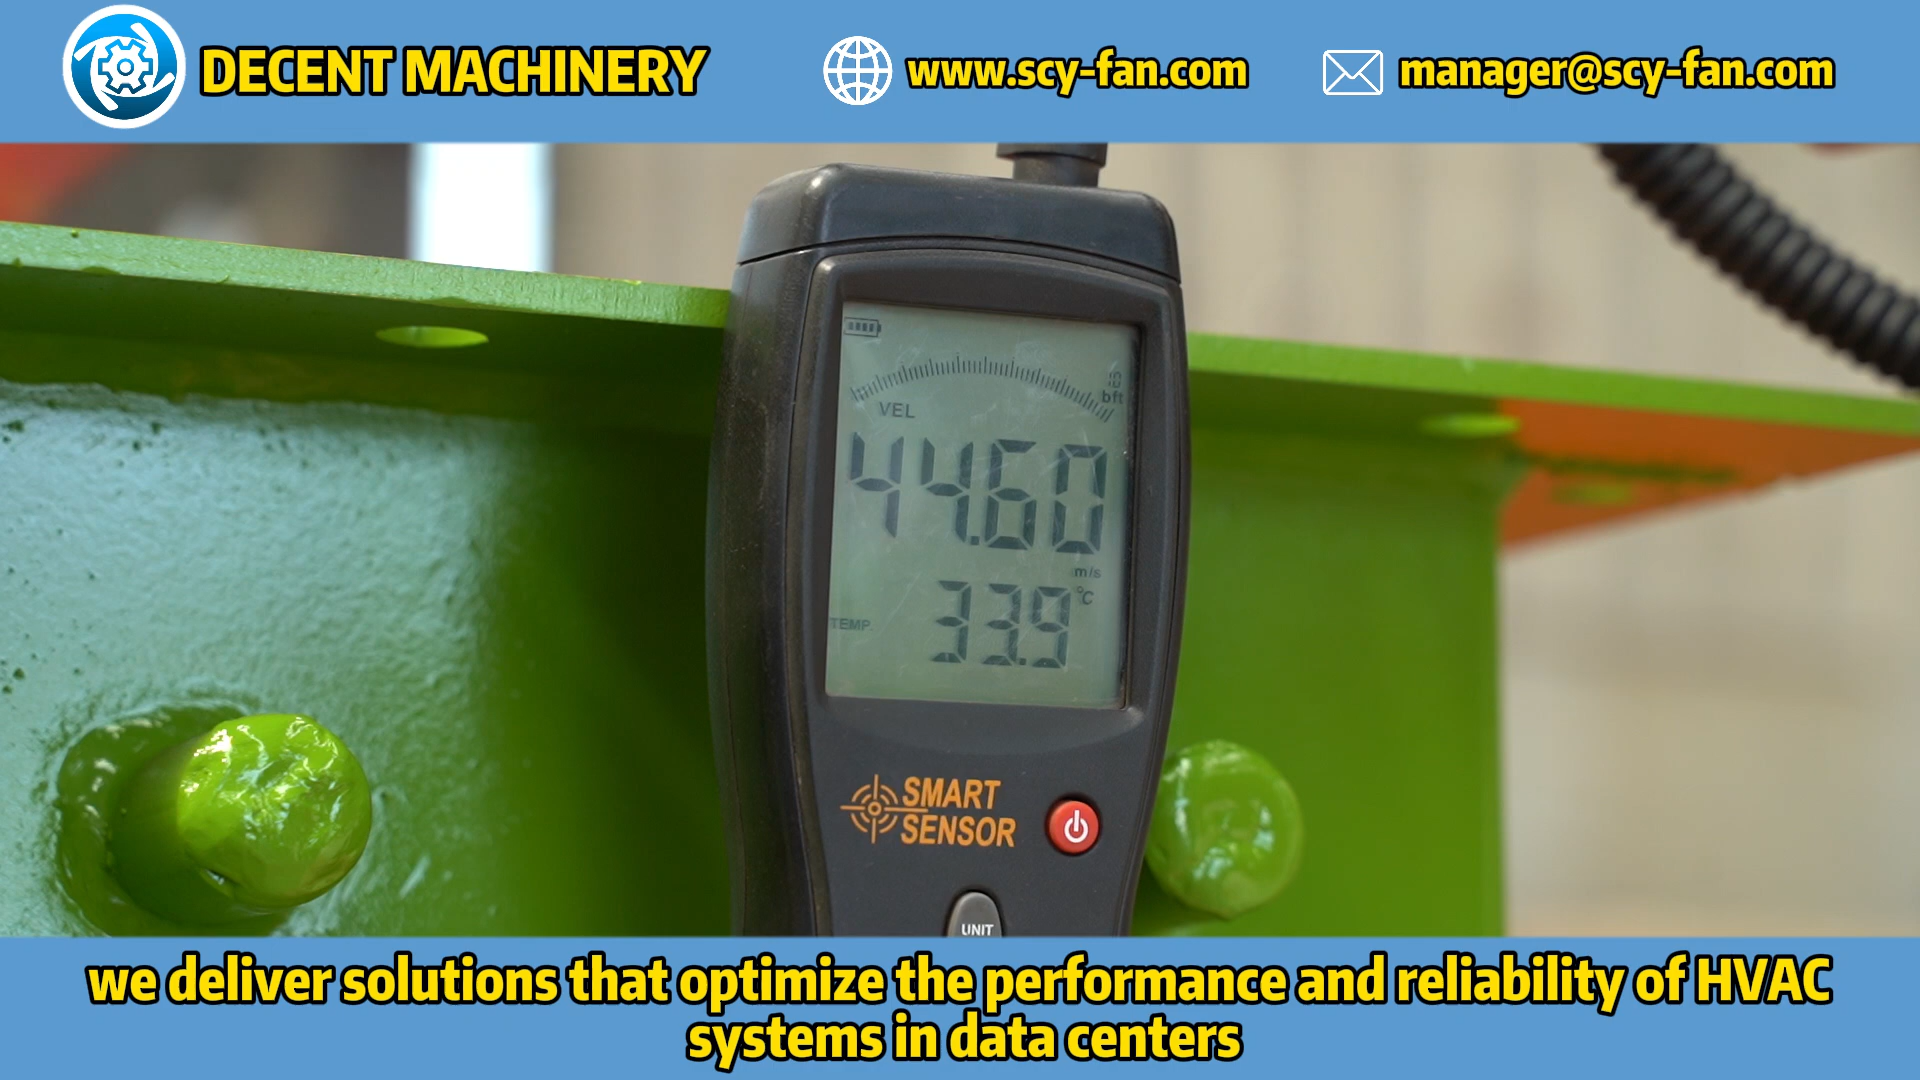 DECENT MACHINERY
www.scy-fan.com
manager@scy-fan.com
bft
VEL
44.60
m/s
33.9
°C
TEMP.
SMART
SENSOR
UNIT
we deliver solutions that optimize the performance and reliability of HVAC
systems in data centers